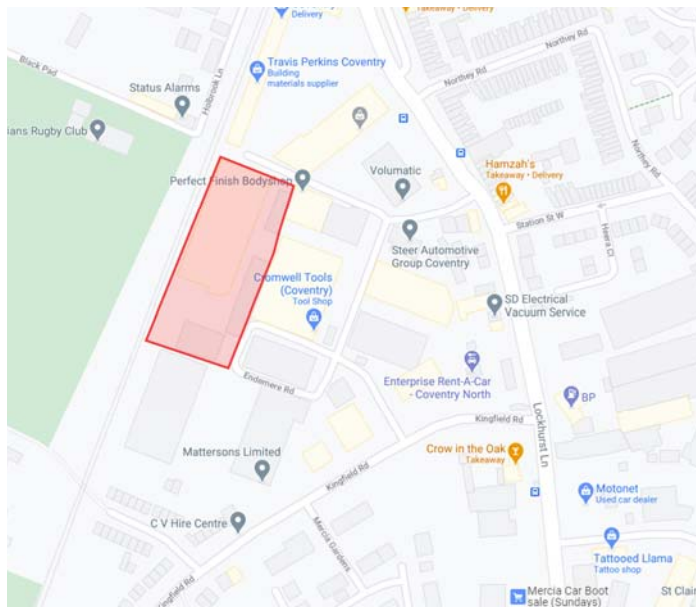 Delivery
Takeaway • Delivery
Travis Perkins Coventry
Building
materials supplier
Northey Rd
Northey Rd
Black Pad
Holbrook Ln
Status Alarms
ians Rugby Club
Northey Rd
Perfect Finish Bodyshop
Volumatic
Hamzah's
Takeaway • Delivery
Station St W
Heera Ct
Steer Automotive
Group Coventry
Cromwell Tools
(Coventry)
Tool Shop
SD Electrical
Vacuum Service
Endemere Rd
Enterprise Rent-A-Car
- Coventry North
BP
Lockhurst Ln
Kingfield Rd
Crow in the Oak
Takeaway
Mattersons Limited
Kingfield Rd
Motonet
Used car dealer
C V Hire Centre
Mercia Gardens
Tattooed Llama
Tattoo shop
Mercia Car Boot
sale (Sundays)
St Clair